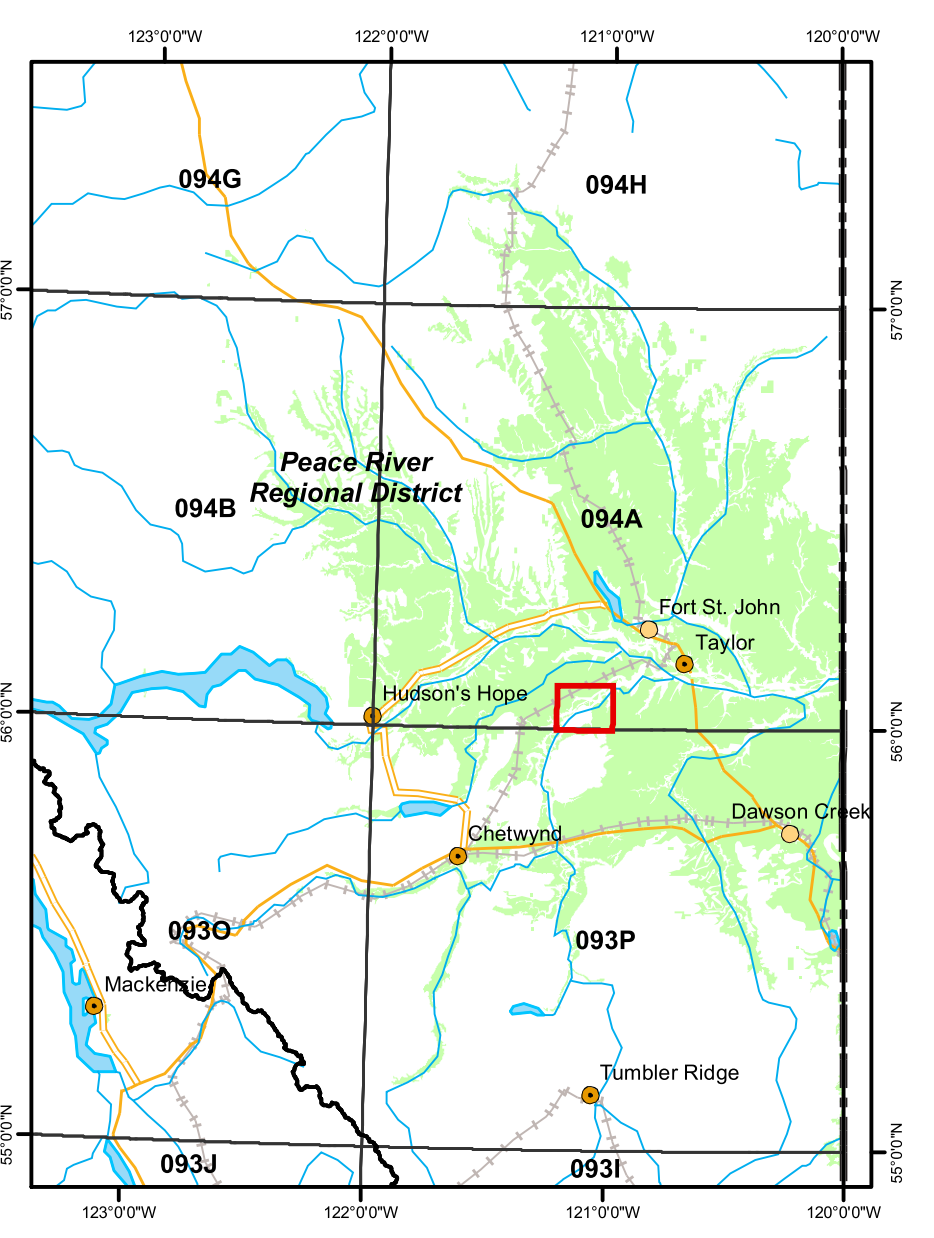 123°0'0"W 122°0'0"W 121°0'0"W 120°0'0"W
094G
094H
57°0'0"N
57°0'0"N
Peace River
Regional District
094B
094A
Fort St. John
Taylor
Hudson's Hope
56°0'0"N
56°0'0"N
Dawson Creek
Chetwynd
093O
093P
Mackenzie
Tumbler Ridge
55°0'0"N
55°0'0"N
093J
093I
123°0'0"W 122°0'0"W 121°0'0"W 120°0'0"W